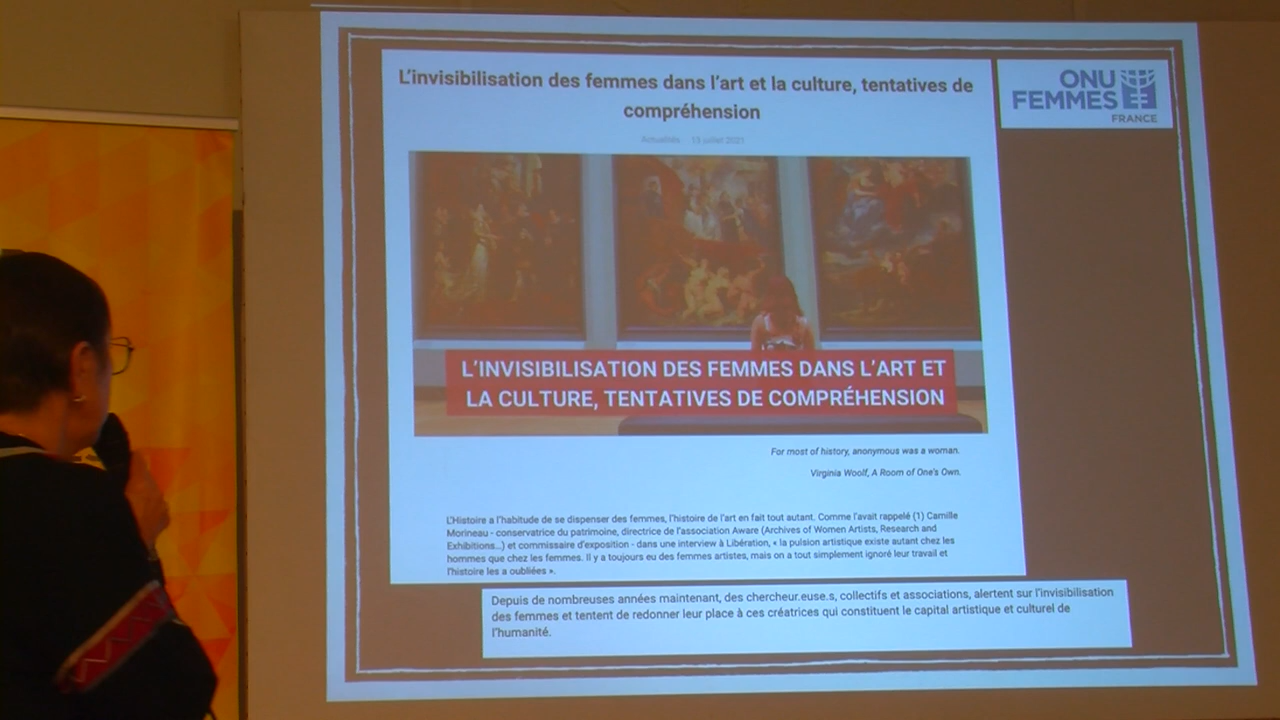 L'invisibilisation des femmes dans l'art et la culture, tentatives de
compréhension
Actualités 13 juillet 2021
ONU
FEMMES
FRANCE
L'INVISIBILISATION DES FEMMES DANS L'ART ET
LA CULTURE, TENTATIVES DE COMPRÉHENSION
For most of history, anonymous was a woman.
Virginia Woolf, A Room of One's Own.
L'Histoire a l'habitude de se dispenser des femmes, l'histoire de l'art en fait tout autant. Comme l'avait rappelé (1) Camille
Morineau - conservatrice du patrimoine, directrice de l'association Aware (Archives of Women Artists, Research and
Exhibitions...) et commissaire d'exposition - dans une interview à Libération, « la pulsion artistique existe autant chez les
hommes que chez les femmes. Il y a toujours eu des femmes artistes, mais on a tout simplement ignoré leur travail et
l'histoire les a oubliées ».
Depuis de nombreuses années maintenant, des chercheur.euse.s, collectifs et associations, alertent sur l'invisibilisation
des femmes et tentent de redonner leur place à ces créatrices qui constituent le capital artistique et culturel de
l'humanité.